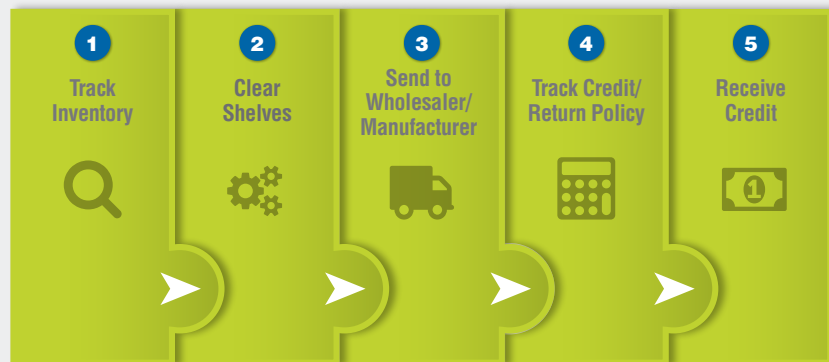 1
Track
Inventory
2
Clear
Shelves
3
Send to
Wholesaler/
Manufacturer
4
Track Credit/
Return Policy
5
Receive
Credit
1